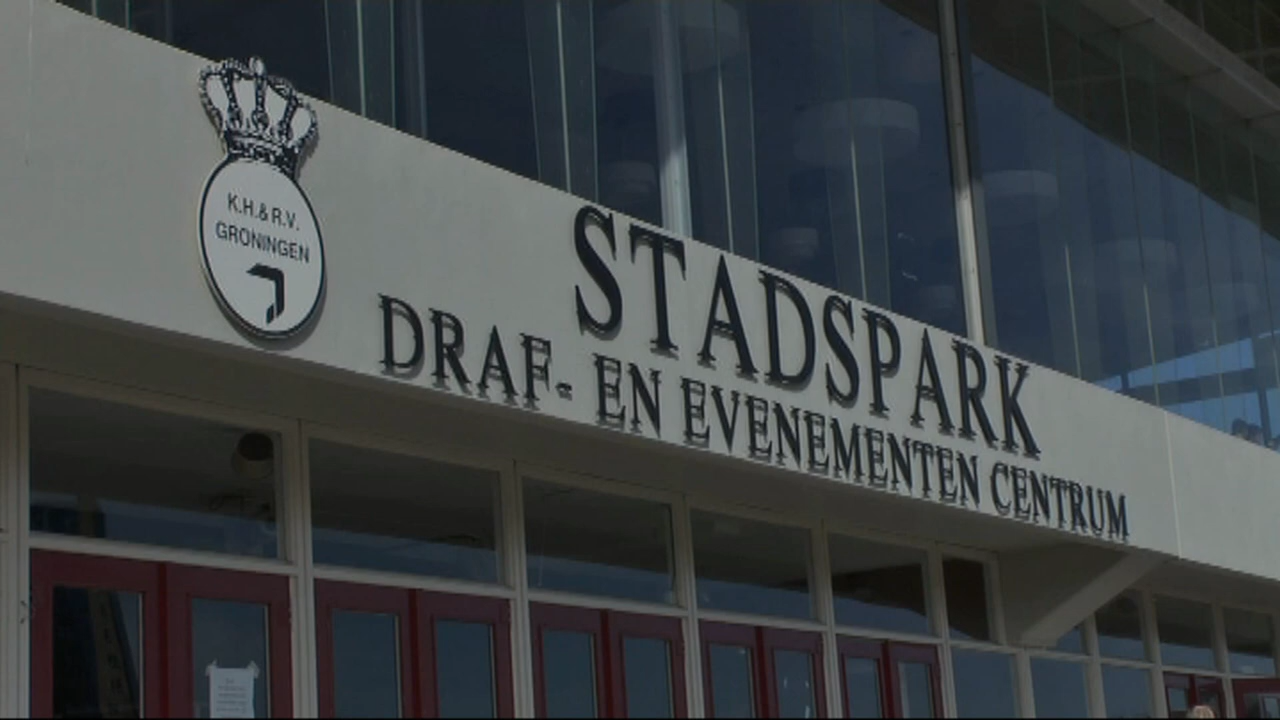 K.H.& R.V.
GRONINGEN
STADSPARK
DRAF- EN EVENEMENTEN CENTRUM